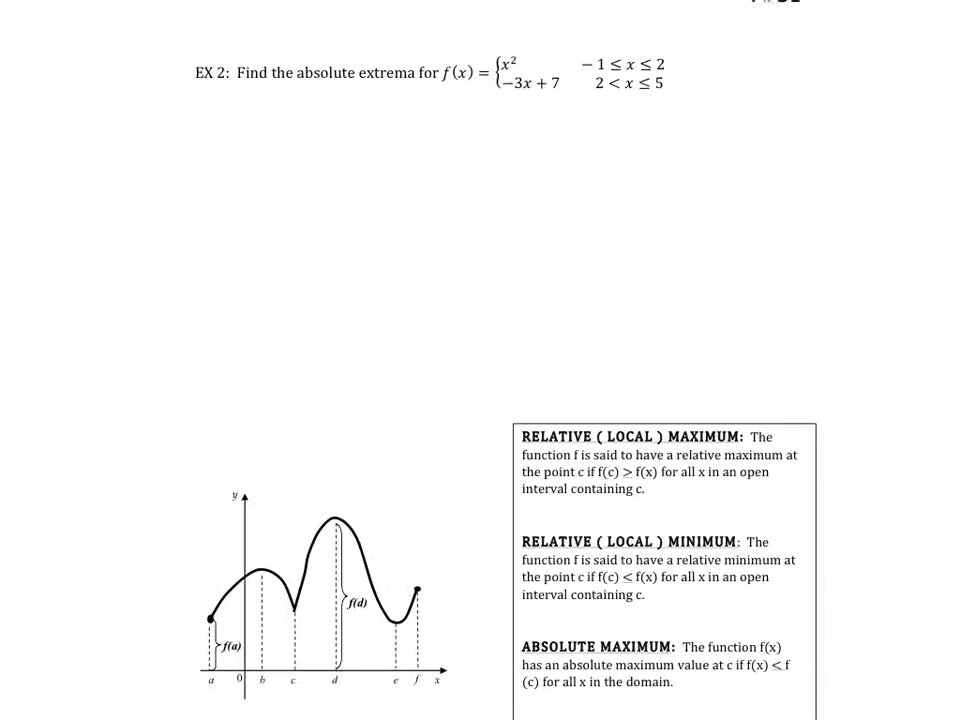 EX 2: Find the absolute extrema for f(x) = {x² - 1 ≤ x ≤ 2
−3x + 7 2 < x ≤ 5
RELATIVE ( LOCAL ) MAXIMUM: The
function f is said to have a relative maximum at
the point c if f(c) ≥ f(x) for all x in an open
interval containing c.
RELATIVE ( LOCAL ) MINIMUM: The
function f is said to have a relative minimum at
the point c if f(c) ≤ f(x) for all x in an open
interval containing c.
ABSOLUTE MAXIMUM: The function f(x)
has an absolute maximum value at c if f(x) ≤ f
(c) for all x in the domain.
y
f(d)
f(a)
a 0 b c d e f x